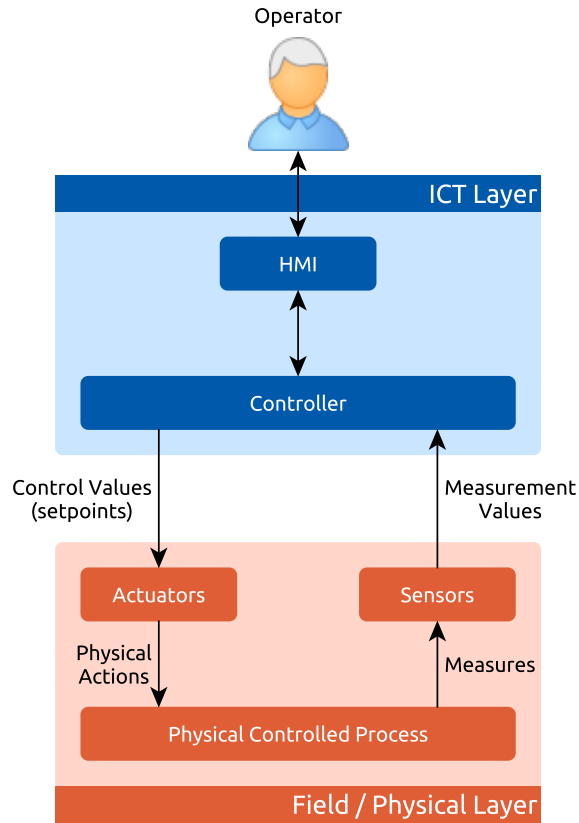 Operator
ICT Layer
HMI
Controller
Control Values
(setpoints)
Measurement
Values
Actuators
Sensors
Physical
Actions
Measures
Physical Controlled Process
Field / Physical Layer